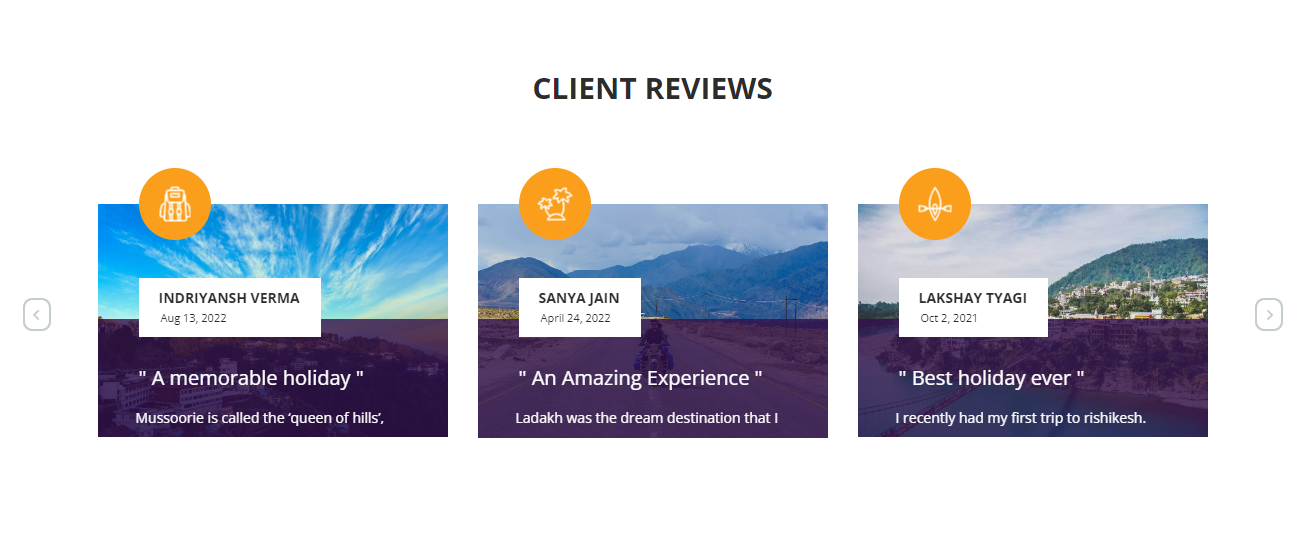 CLIENT REVIEWS
INDRIYANSH VERMA
Aug 13, 2022
" A memorable holiday "
Mussoorie is called the ‘queen of hills’,
SANYA JAIN
April 24, 2022
" An Amazing Experience "
Ladakh was the dream destination that I
LAKSHAY TYAGI
Oct 2, 2021
" Best holiday ever "
I recently had my first trip to rishikesh.